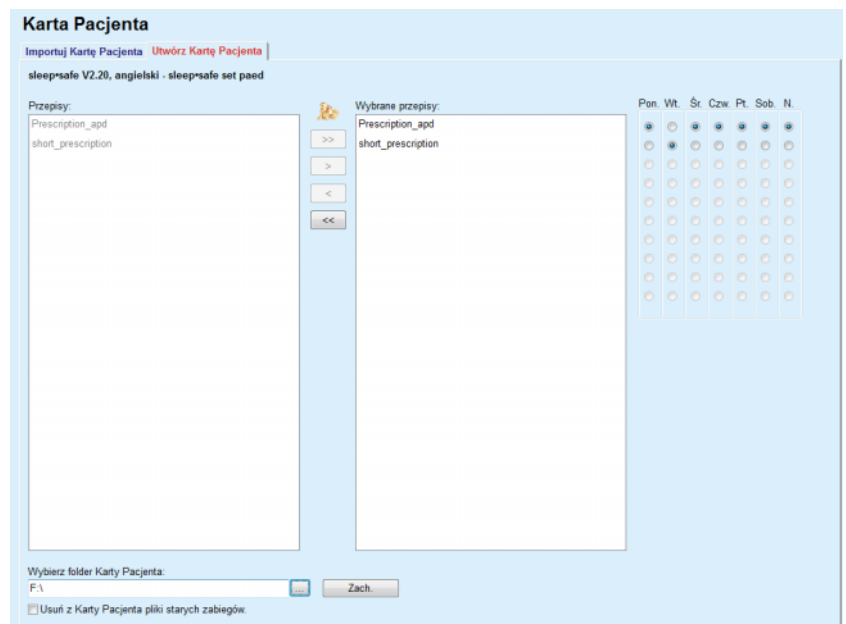 Karta Pacjenta
Importuj Kartę Pacjenta Utwórz Kartę Pacjenta
sleep•safe V2.20, angielski - sleep•safe set paed
Przepisy:
Prescription_apd
short_prescription
>>
>
<
<<
Wybrane przepisy:
Prescription_apd
short_prescription
Pon. Wt. Śr. Czw. Pt. Sob. N.
Wybierz folder Karty Pacjenta:
F:\
... Zach.
Usuń z Karty Pacjenta pliki starych zabiegów.